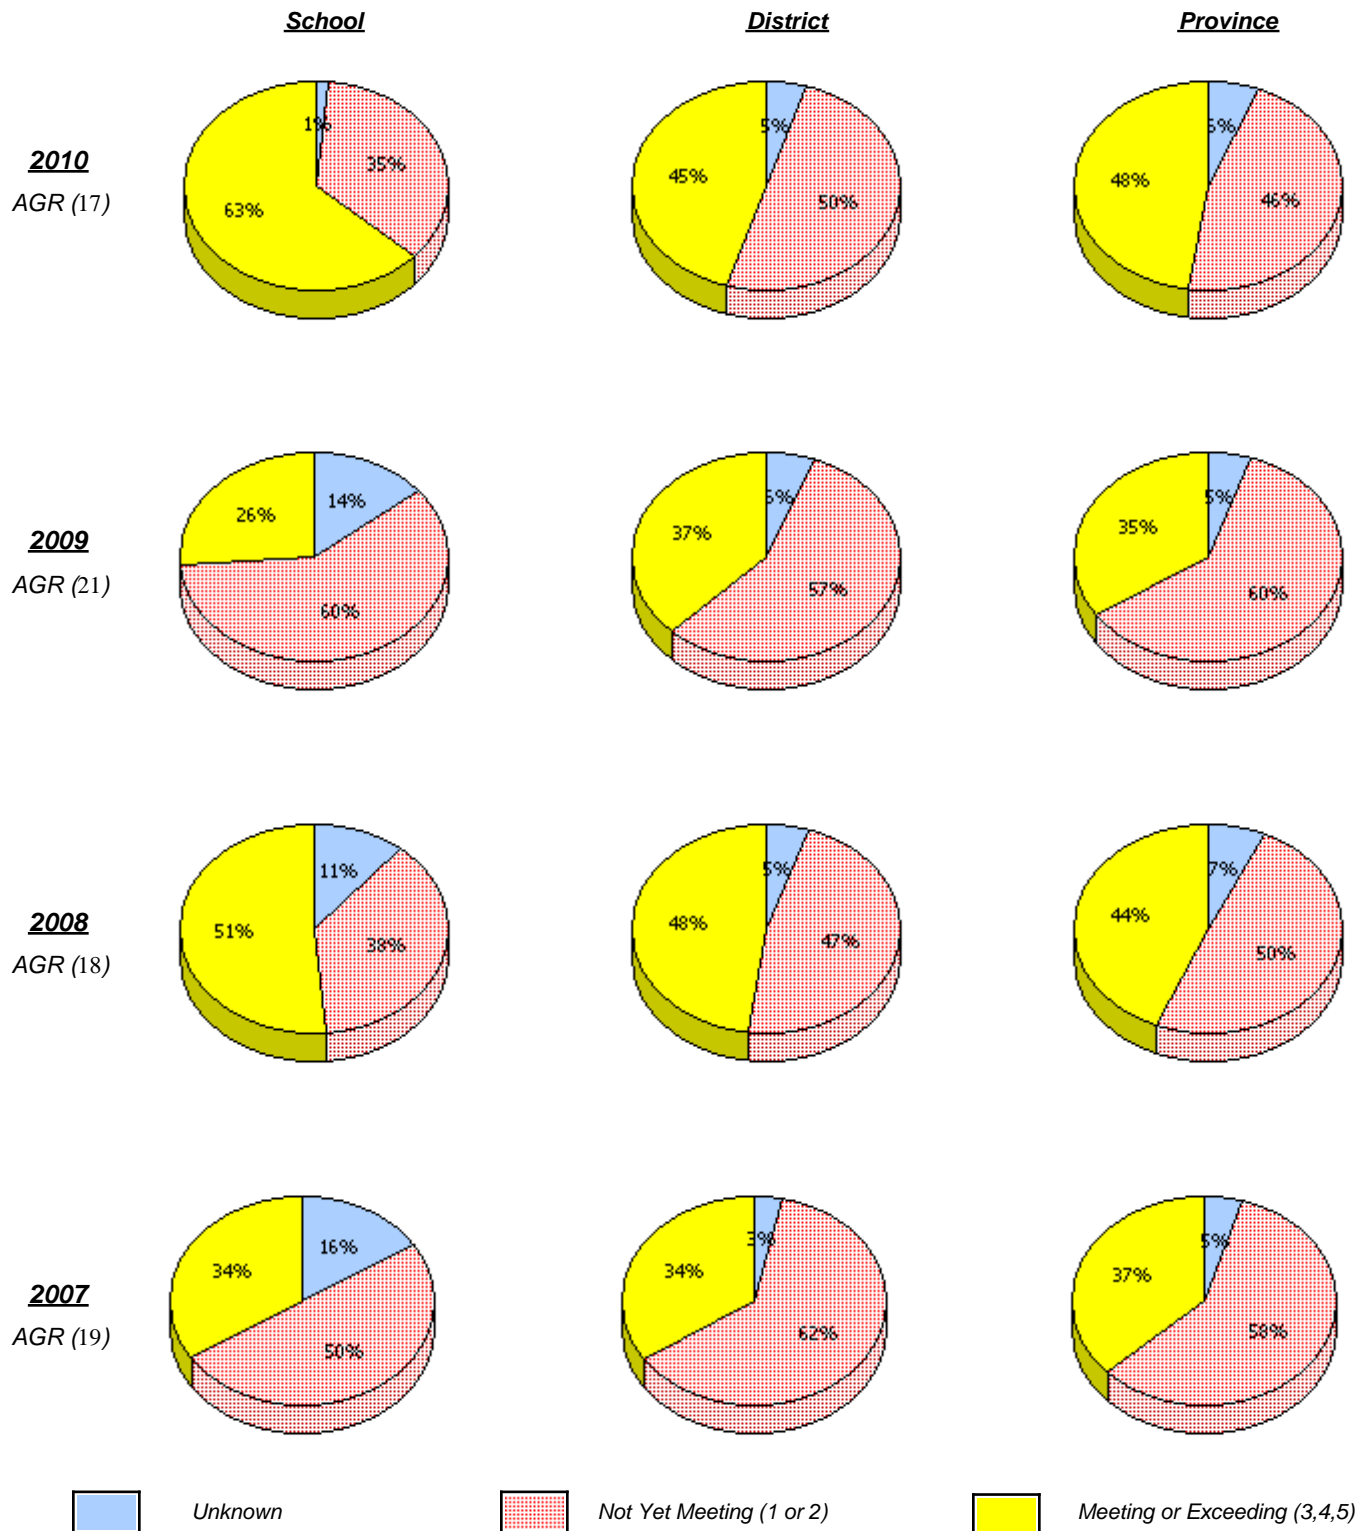 School District Province
2010
AGR (17)
1% 35% 63%
5% 50% 45%
6% 46% 48%
2009
AGR (21)
14% 60% 26%
6% 57% 37%
5% 60% 35%
2008
AGR (18)
11% 38% 51%
5% 47% 48%
7% 50% 44%
2007
AGR (19)
16% 50% 34%
3% 62% 34%
5% 58% 37%
Unknown Not Yet Meeting (1 or 2) Meeting or Exceeding (3,4,5)